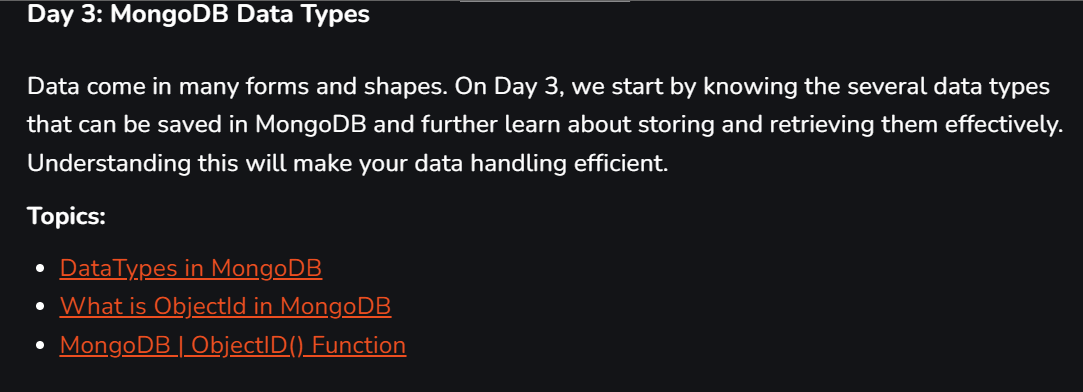 Day 3: MongoDB Data Types
Data come in many forms and shapes. On Day 3, we start by knowing the several data types
that can be saved in MongoDB and further learn about storing and retrieving them effectively.
Understanding this will make your data handling efficient.
Topics:
• DataTypes in MongoDB
• What is ObjectId in MongoDB
• MongoDB | ObjectID() Function